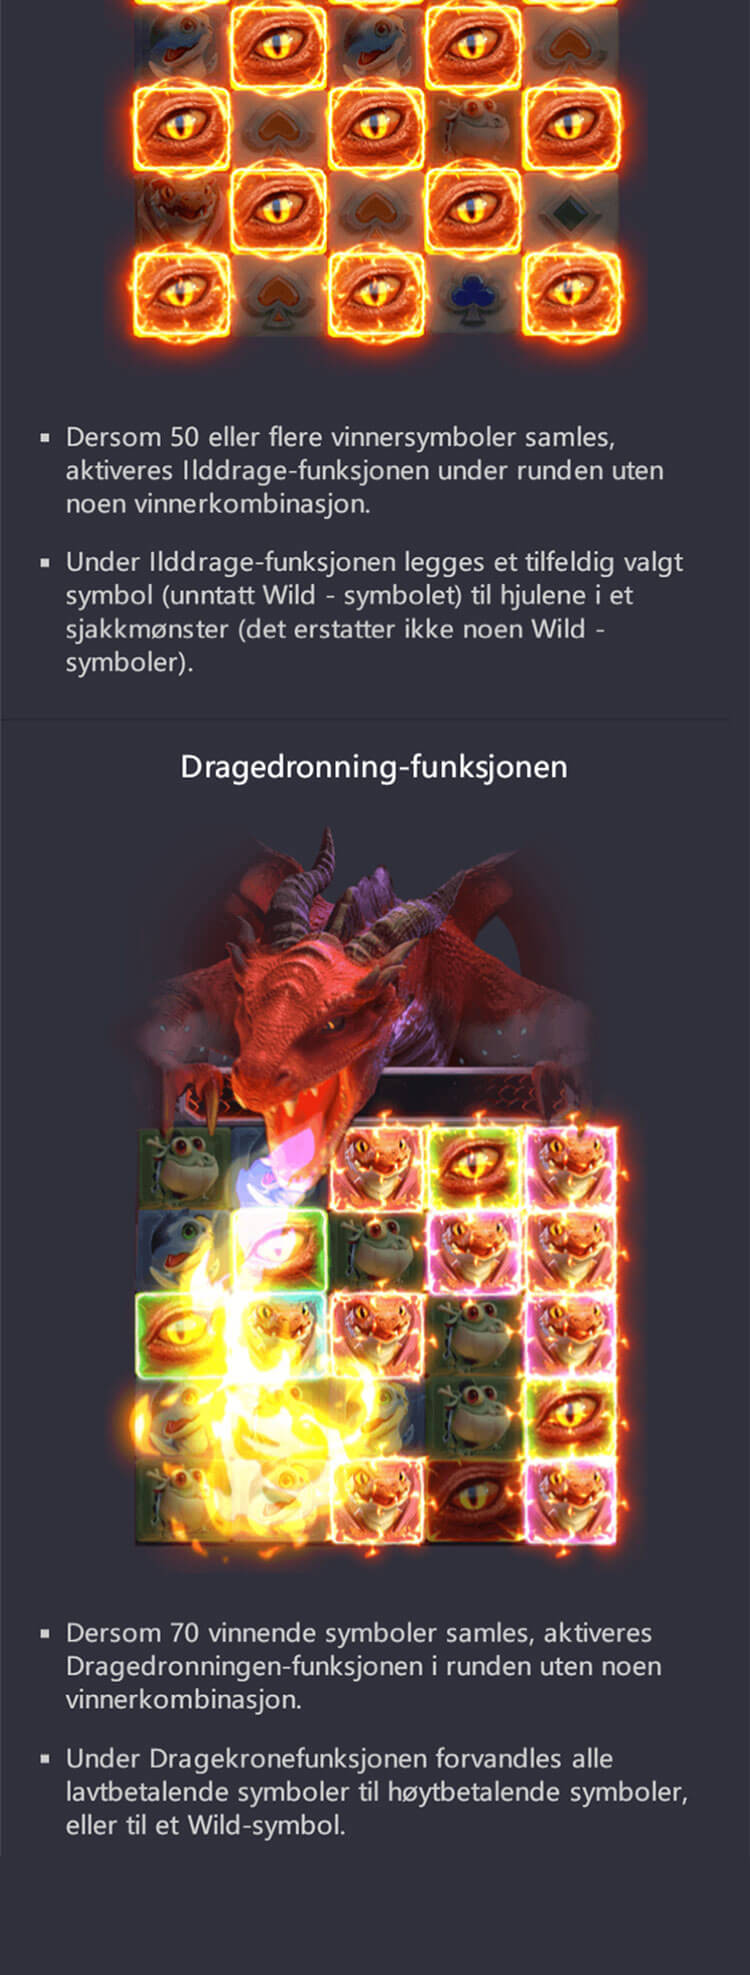 Dersom 50 eller flere vinnersymboler samles,
aktiveres Ilddrage-funksjonen under runden uten
noen vinnerkombinasjon.
Under Ilddrage-funksjonen legges et tilfeldig valgt
symbol (unntatt Wild - symbolet) til hjulene i et
sjakkmønster (det erstatter ikke noen Wild -
symboler).
Dragedronning-funksjonen
Dersom 70 vinnende symboler samles, aktiveres
Dragedronningen-funksjonen i runden uten noen
vinnerkombinasjon.
Under Dragekronefunksjonen forvandles alle
lavtbetalende symboler til høytbetalende symboler,
eller til et Wild-symbol.